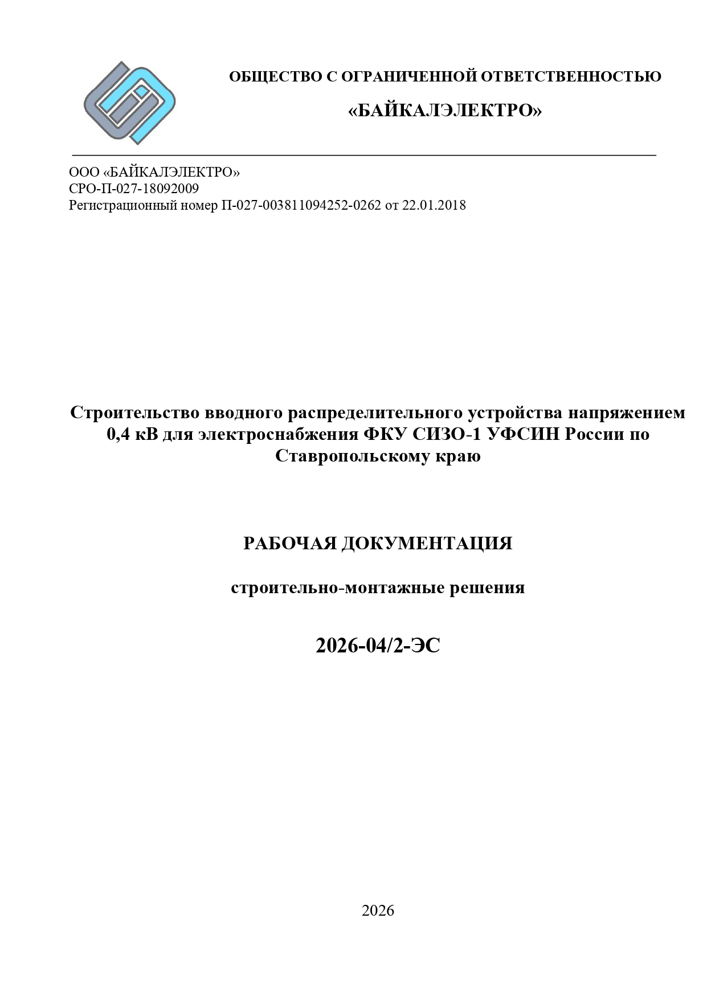 ОБЩЕСТВО С ОГРАНИЧЕННОЙ ОТВЕТСТВЕННОСТЬЮ
«БАЙКАЛЭЛЕКТРО»
ООО «БАЙКАЛЭЛЕКТРО»
СРО-П-027-18092009
Регистрационный номер П-027-003811094252-0262 от 22.01.2018
Строительство вводного распределительного устройства напряжением
0,4 кВ для электроснабжения ФКУ СИЗО-1 УФСИН России по
Ставропольскому краю
РАБОЧАЯ ДОКУМЕНТАЦИЯ
строительно-монтажные решения
2026-04/2-ЭС
2026